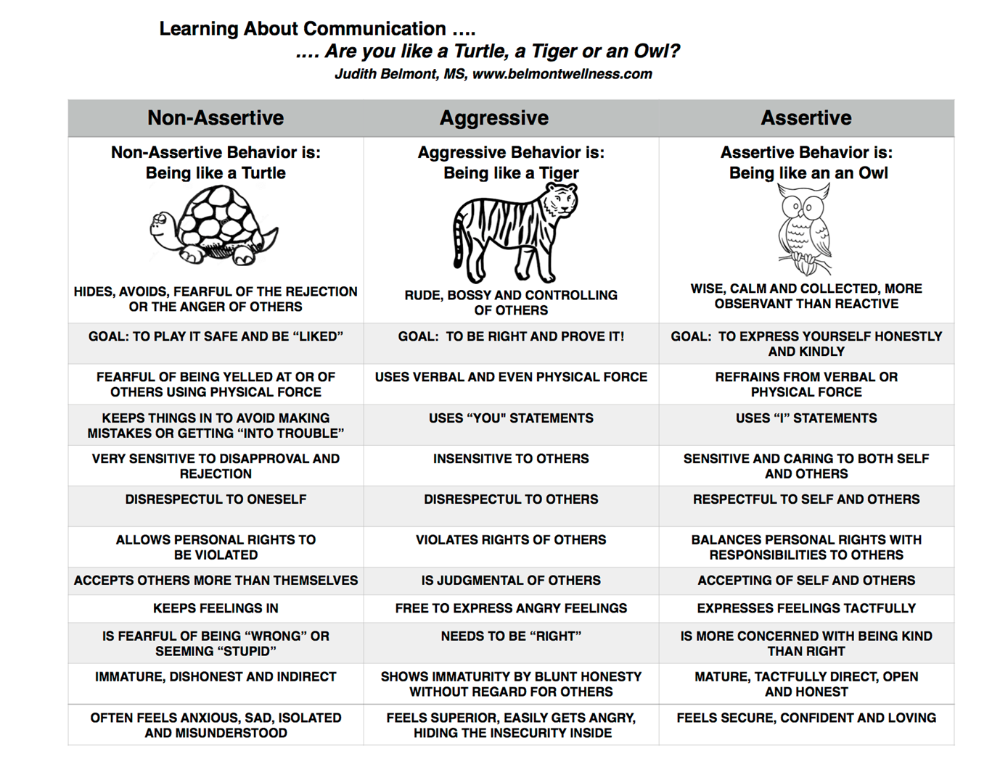 Learning About Communication ….
…. Are you like a Turtle, a Tiger or an Owl?
Judith Belmont, MS, www.belmontwellness.com
Non-Assertive Aggressive Assertive
Non-Assertive Behavior is:
Being like a Turtle
HIDES, AVOIDS, FEARFUL OF THE REJECTION
OR THE ANGER OF OTHERS
Aggressive Behavior is:
Being like a Tiger
RUDE, BOSSY AND CONTROLLING
OF OTHERS
Assertive Behavior is:
Being like an an Owl
WISE, CALM AND COLLECTED, MORE
OBSERVANT THAN REACTIVE
GOAL: TO PLAY IT SAFE AND BE “LIKED”
GOAL: TO BE RIGHT AND PROVE IT!
GOAL: TO EXPRESS YOURSELF HONESTLY
AND KINDLY
FEARFUL OF BEING YELLED AT OR OF
OTHERS USING PHYSICAL FORCE
USES VERBAL AND EVEN PHYSICAL FORCE
REFRAINS FROM VERBAL OR
PHYSICAL FORCE
KEEPS THINGS IN TO AVOID MAKING
MISTAKES OR GETTING “INTO TROUBLE”
USES “YOU" STATEMENTS
USES “I” STATEMENTS
VERY SENSITIVE TO DISAPPROVAL AND
REJECTION
INSENSITIVE TO OTHERS
SENSITIVE AND CARING TO BOTH SELF
AND OTHERS
DISRESPECTUL TO ONESELF
DISRESPECTUL TO OTHERS
RESPECTFUL TO SELF AND OTHERS
ALLOWS PERSONAL RIGHTS TO
BE VIOLATED
VIOLATES RIGHTS OF OTHERS
BALANCES PERSONAL RIGHTS WITH
RESPONSIBILITIES TO OTHERS
ACCEPTS OTHERS MORE THAN THEMSELVES
IS JUDGMENTAL OF OTHERS
ACCEPTING OF SELF AND OTHERS
KEEPS FEELINGS IN
FREE TO EXPRESS ANGRY FEELINGS
EXPRESSES FEELINGS TACTFULLY
IS FEARFUL OF BEING “WRONG” OR
SEEMING “STUPID”
NEEDS TO BE “RIGHT”
IS MORE CONCERNED WITH BEING KIND
THAN RIGHT
IMMATURE, DISHONEST AND INDIRECT
SHOWS IMMATURITY BY BLUNT HONESTY
WITHOUT REGARD FOR OTHERS
MATURE, TACTFULLY DIRECT, OPEN
AND HONEST
OFTEN FEELS ANXIOUS, SAD, ISOLATED
AND MISUNDERSTOOD
FEELS SUPERIOR, EASILY GETS ANGRY,
HIDING THE INSECURITY INSIDE
FEELS SECURE, CONFIDENT AND LOVING